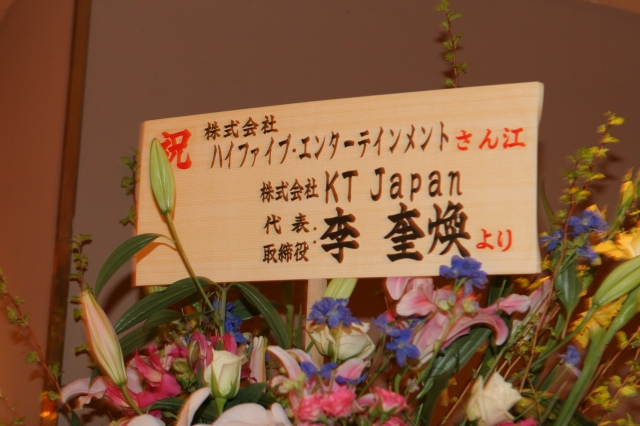 祝
株式会社
ハイファイブ・エンターテインメントさん江
株式会社 KT Japan
代表取締役 李 奎煥より